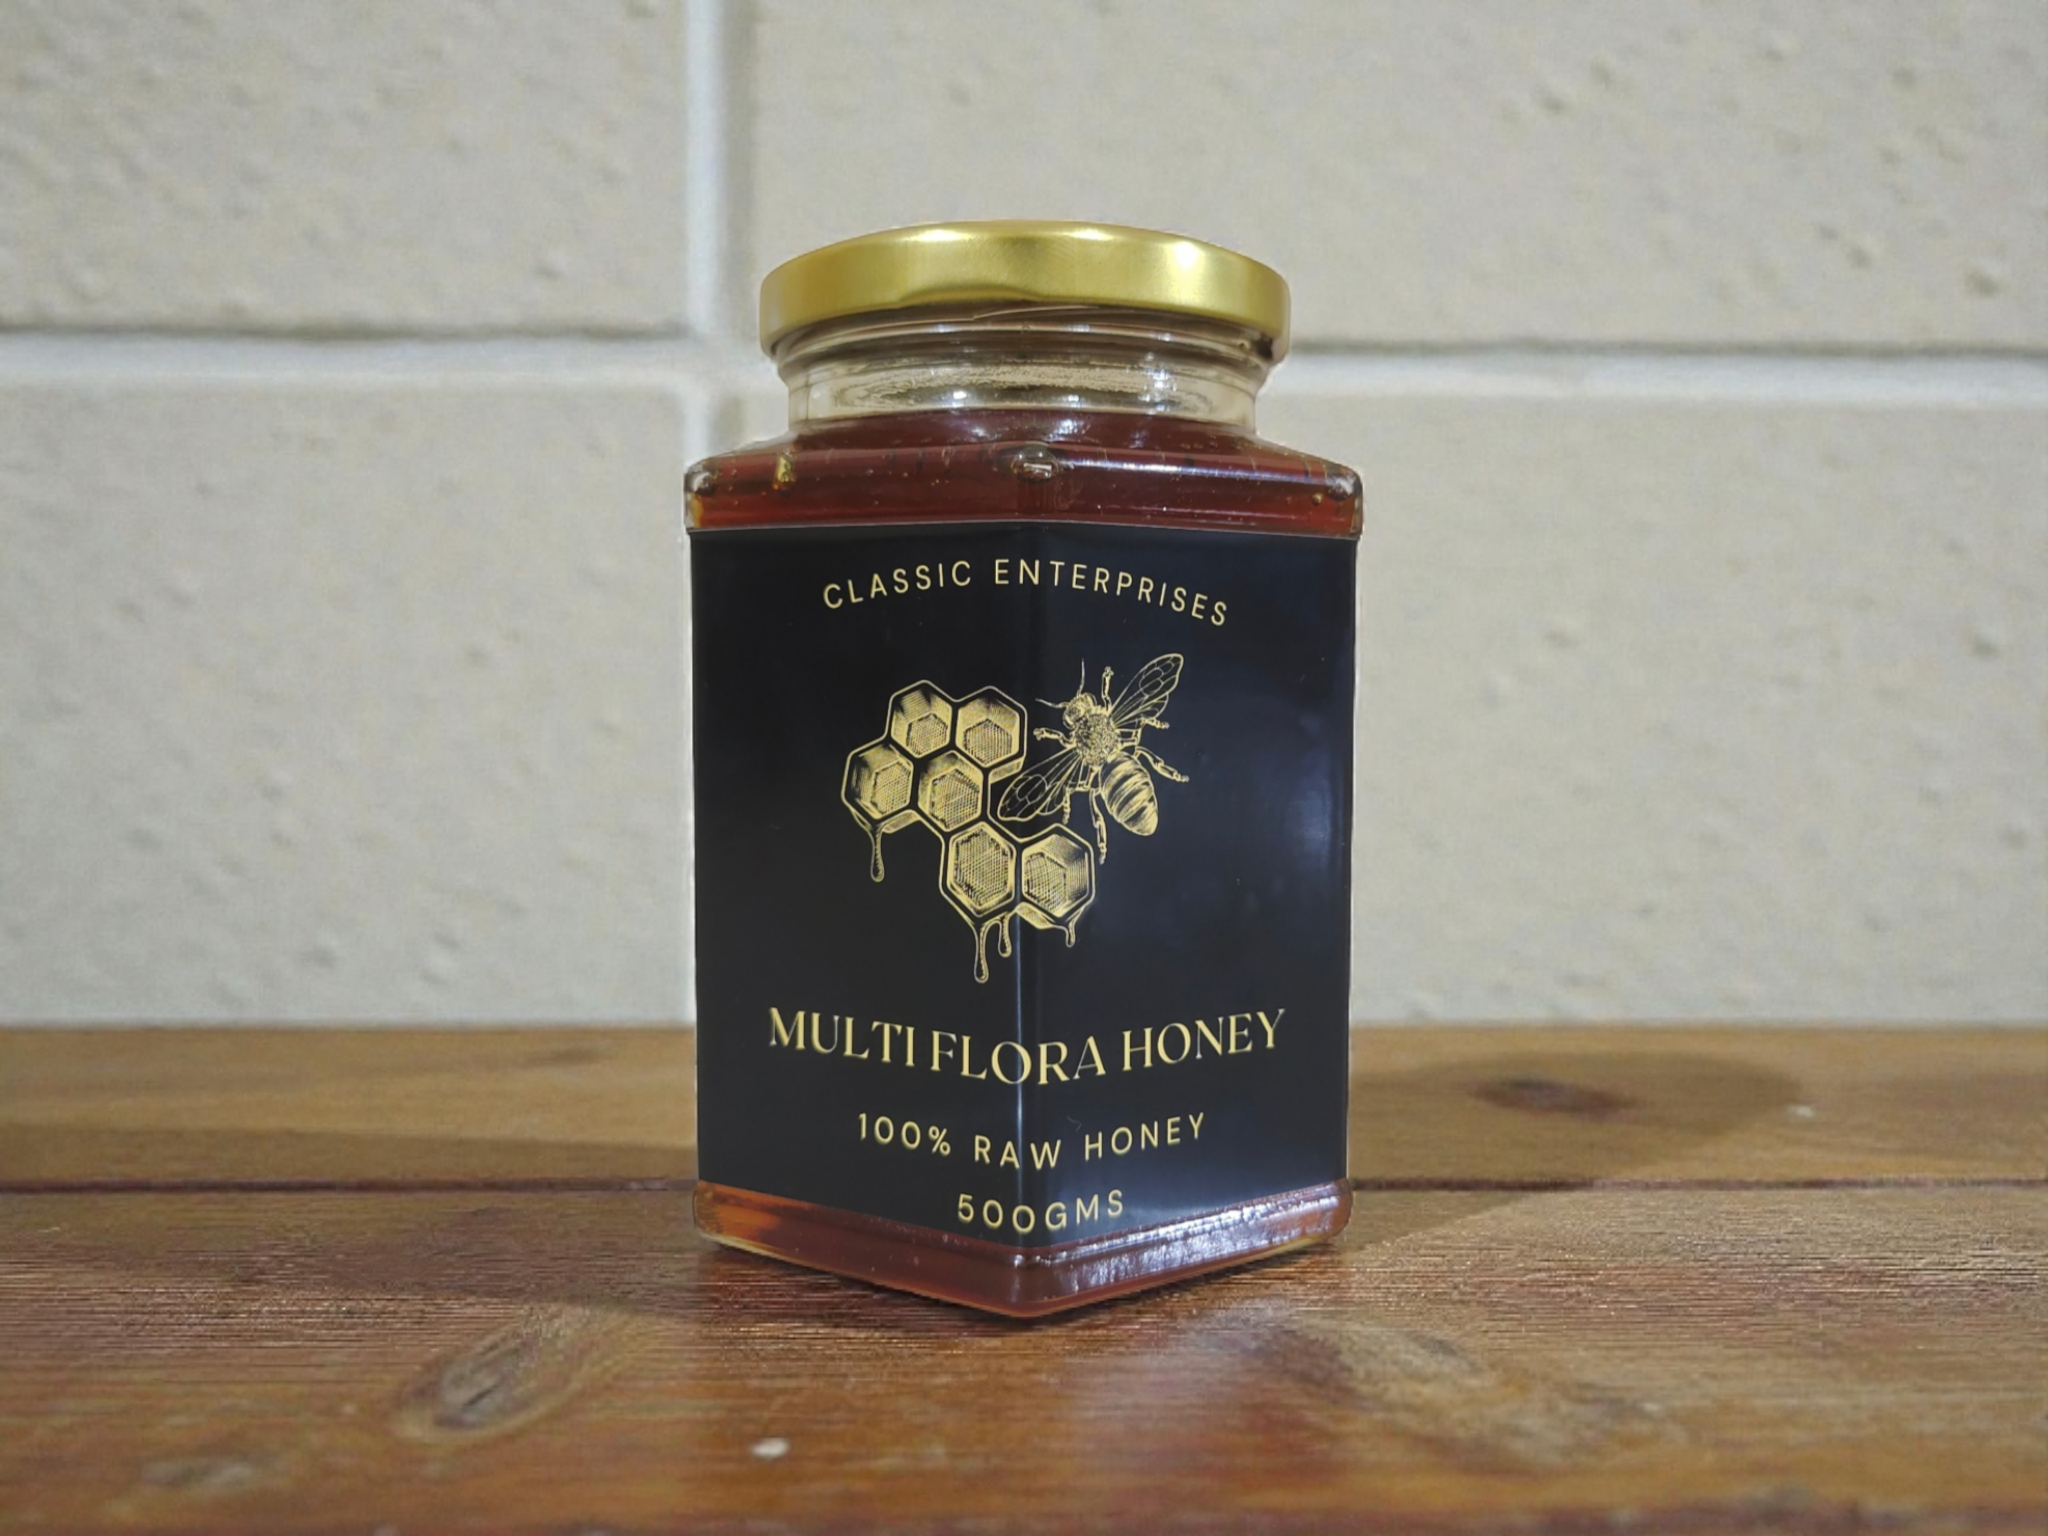 CLASSIC ENTERPRISES
MULTI FLORA HONEY
100% RAW HONEY
500GMS